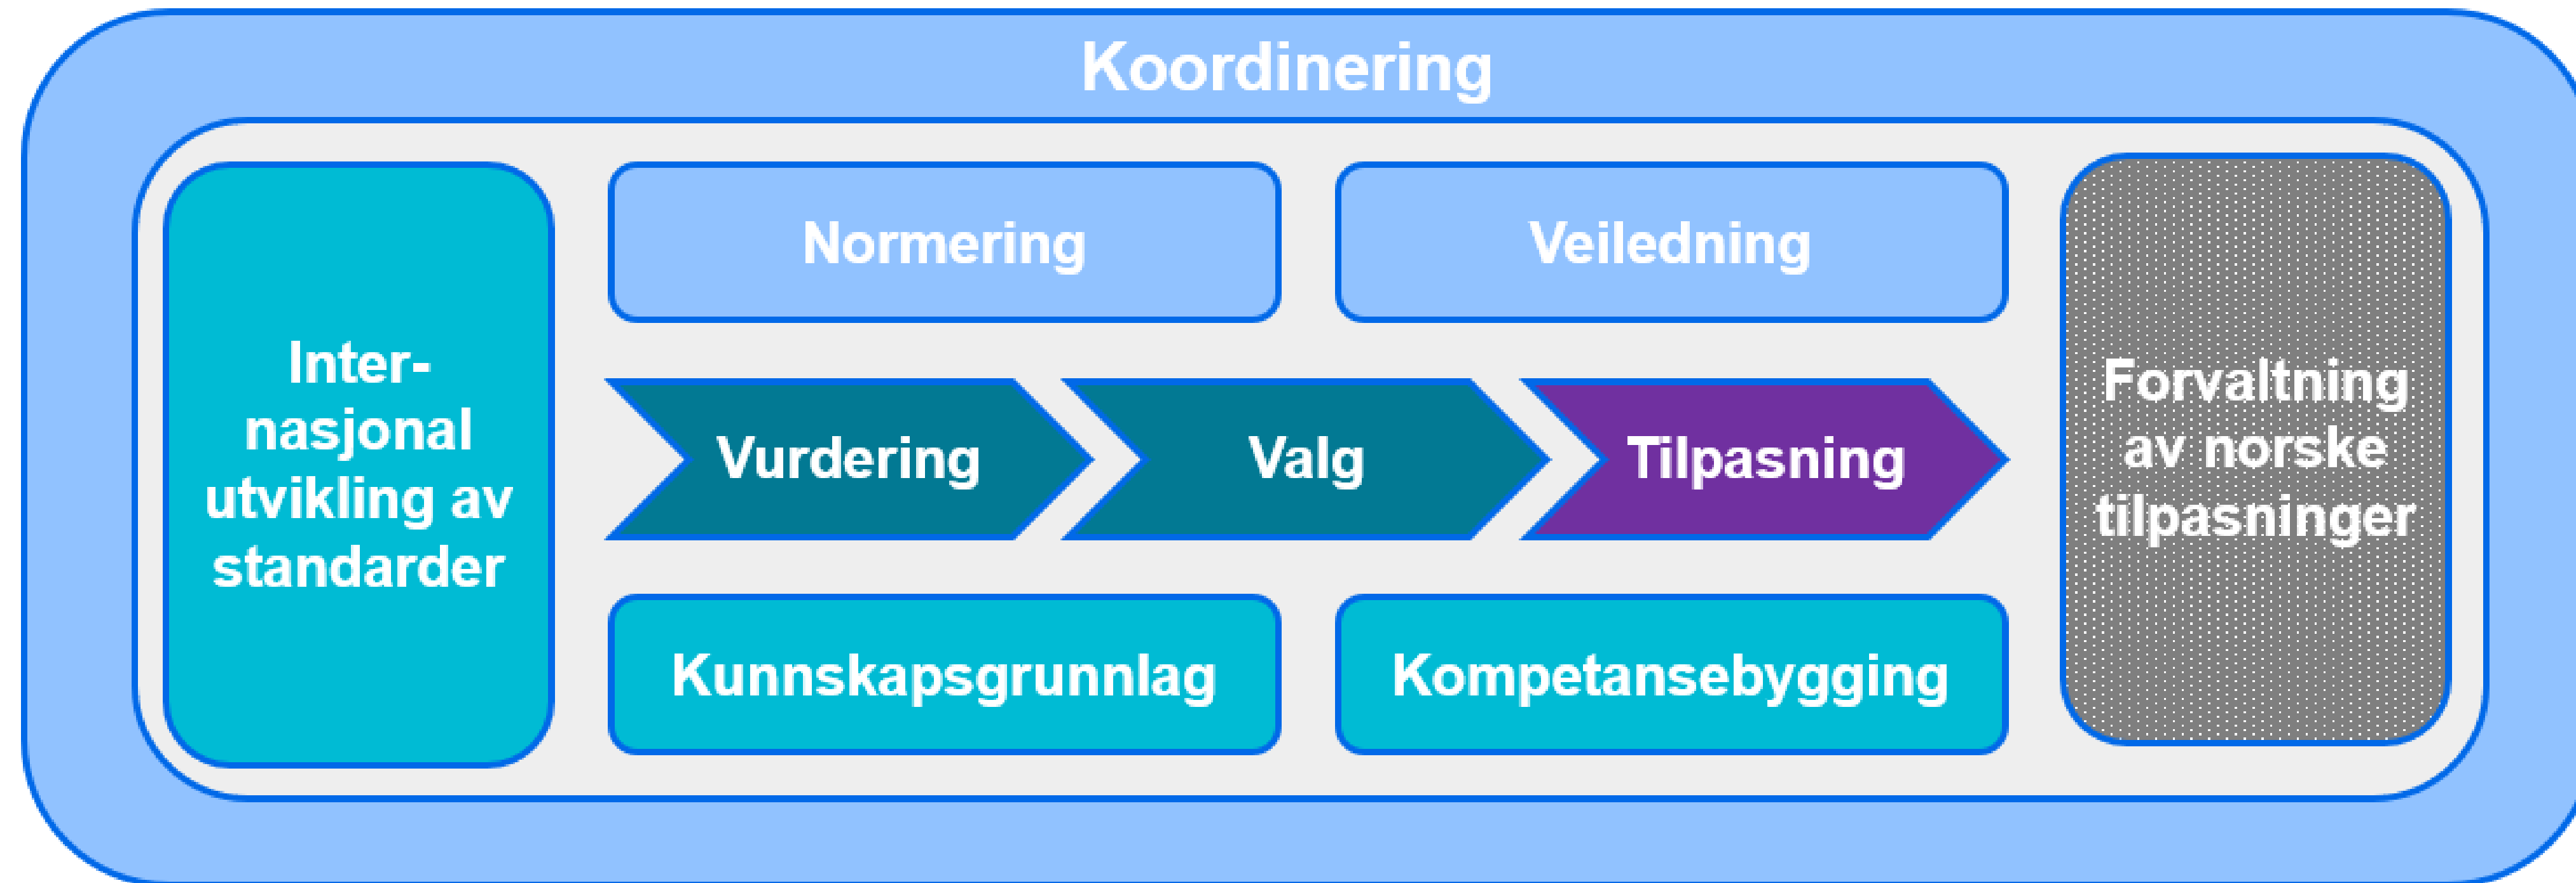 Koordinering
Inter-
nasjonal
utvikling av
standarder
Normering
Veiledning
Vurdering
Valg
Tilpasning
Kunnskapsgrunnlag
Kompetansebygging
Forvaltning
av norske
tilpasninger